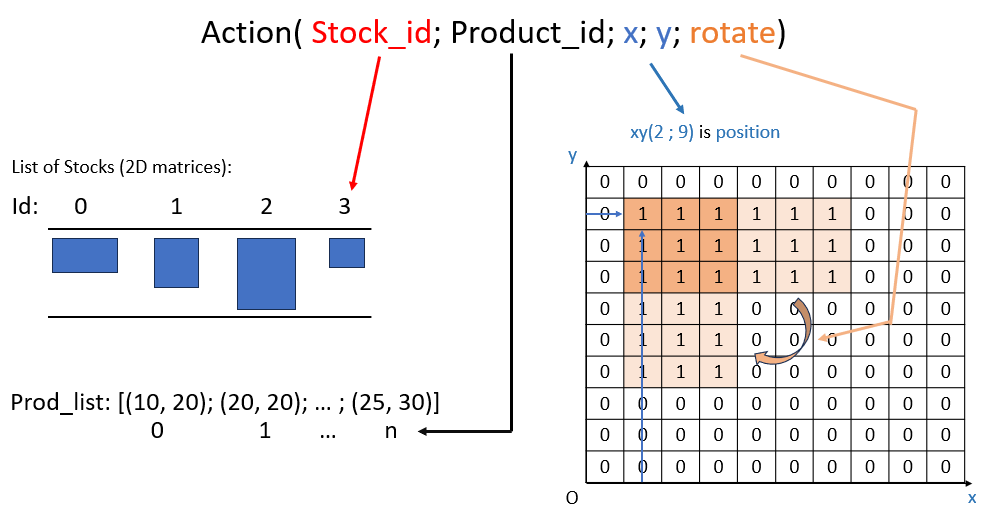 Action( Stock_id; Product_id; x; y; rotate)
xy(2 ; 9) is position
List of Stocks (2D matrices):
Id: 0 1 2 3
Prod_list: [(10, 20); (20, 20); ... ; (25, 30)]
0 1 ... n
y
0 0 0 0 0 0 0 0 0 0
0 1 1 1 1 1 1 0 0 0
0 1 1 1 1 1 1 0 0 0
0 1 1 1 1 1 1 0 0 0
0 1 1 1 0 0 0 0 0 0
0 1 1 1 0 0 0 0 0 0
0 1 1 1 0 0 0 0 0 0
0 0 0 0 0 0 0 0 0 0
0 0 0 0 0 0 0 0 0 0
0 0 0 0 0 0 0 0 0 0
O x